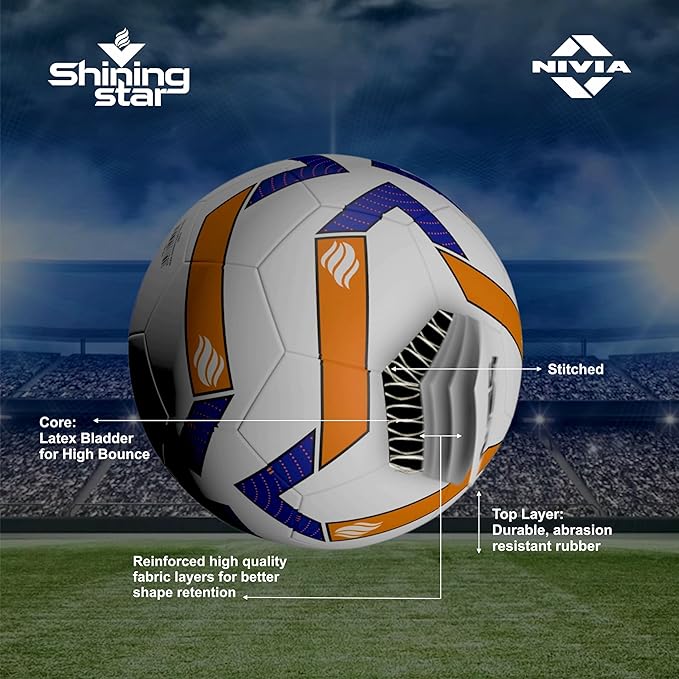 Shining
star
NIVIA
Stitched
Core:
Latex Bladder
for High Bounce
Top Layer:
Durable, abrasion
resistant rubber
Reinforced high quality
fabric layers for better
shape retention